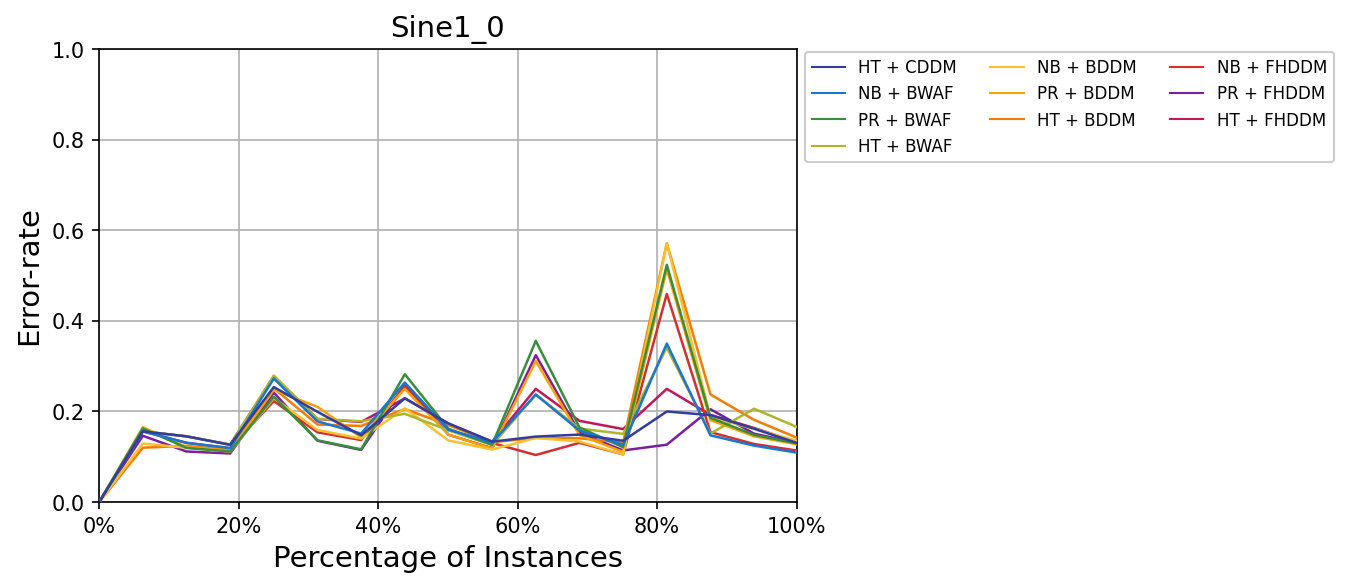 Sine1_0
1.0
0.8
0.6
0.4
0.2
0.0
Error-rate
0%
20%
40%
60%
80%
100%
Percentage of Instances
HT + CDDM
NB + BWAF
PR + BWAF
HT + BWAF
NB + BDDM
PR + BDDM
HT + BDDM
NB + FHDDM
PR + FHDDM
HT + FHDDM